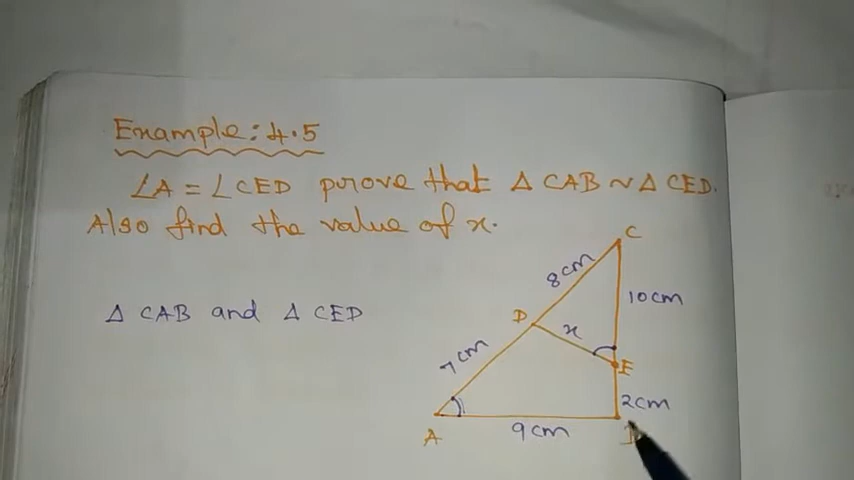 Example: 4.5
∠A = ∠CED prove that Δ CAB ~ Δ CED.
Also find the value of x.
C
8cm
10cm
Δ CAB and Δ CED
D
x
7cm
E
2cm
A
9cm